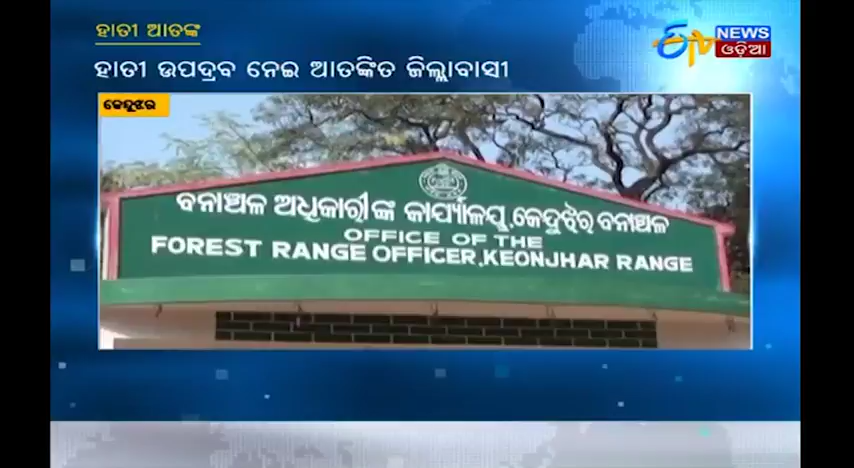 ହାତୀ ଆତଙ୍କ
ETV NEWS
ଓଡ଼ିଆ
ହାତୀ ଉପଦ୍ରବ ନେଇ ଆତଙ୍କିତ ଜିଲ୍ଲାବାସୀ
କେନ୍ଦୁଝର
ବନାଞ୍ଚଳ ଅଧିକାରୀଙ୍କ କାର୍ଯ୍ୟାଳୟ,କେନ୍ଦୁଝର ବନାଞ୍ଚଳ
OFFICE OF THE
FOREST RANGE OFFICER,KEONJHAR RANGE